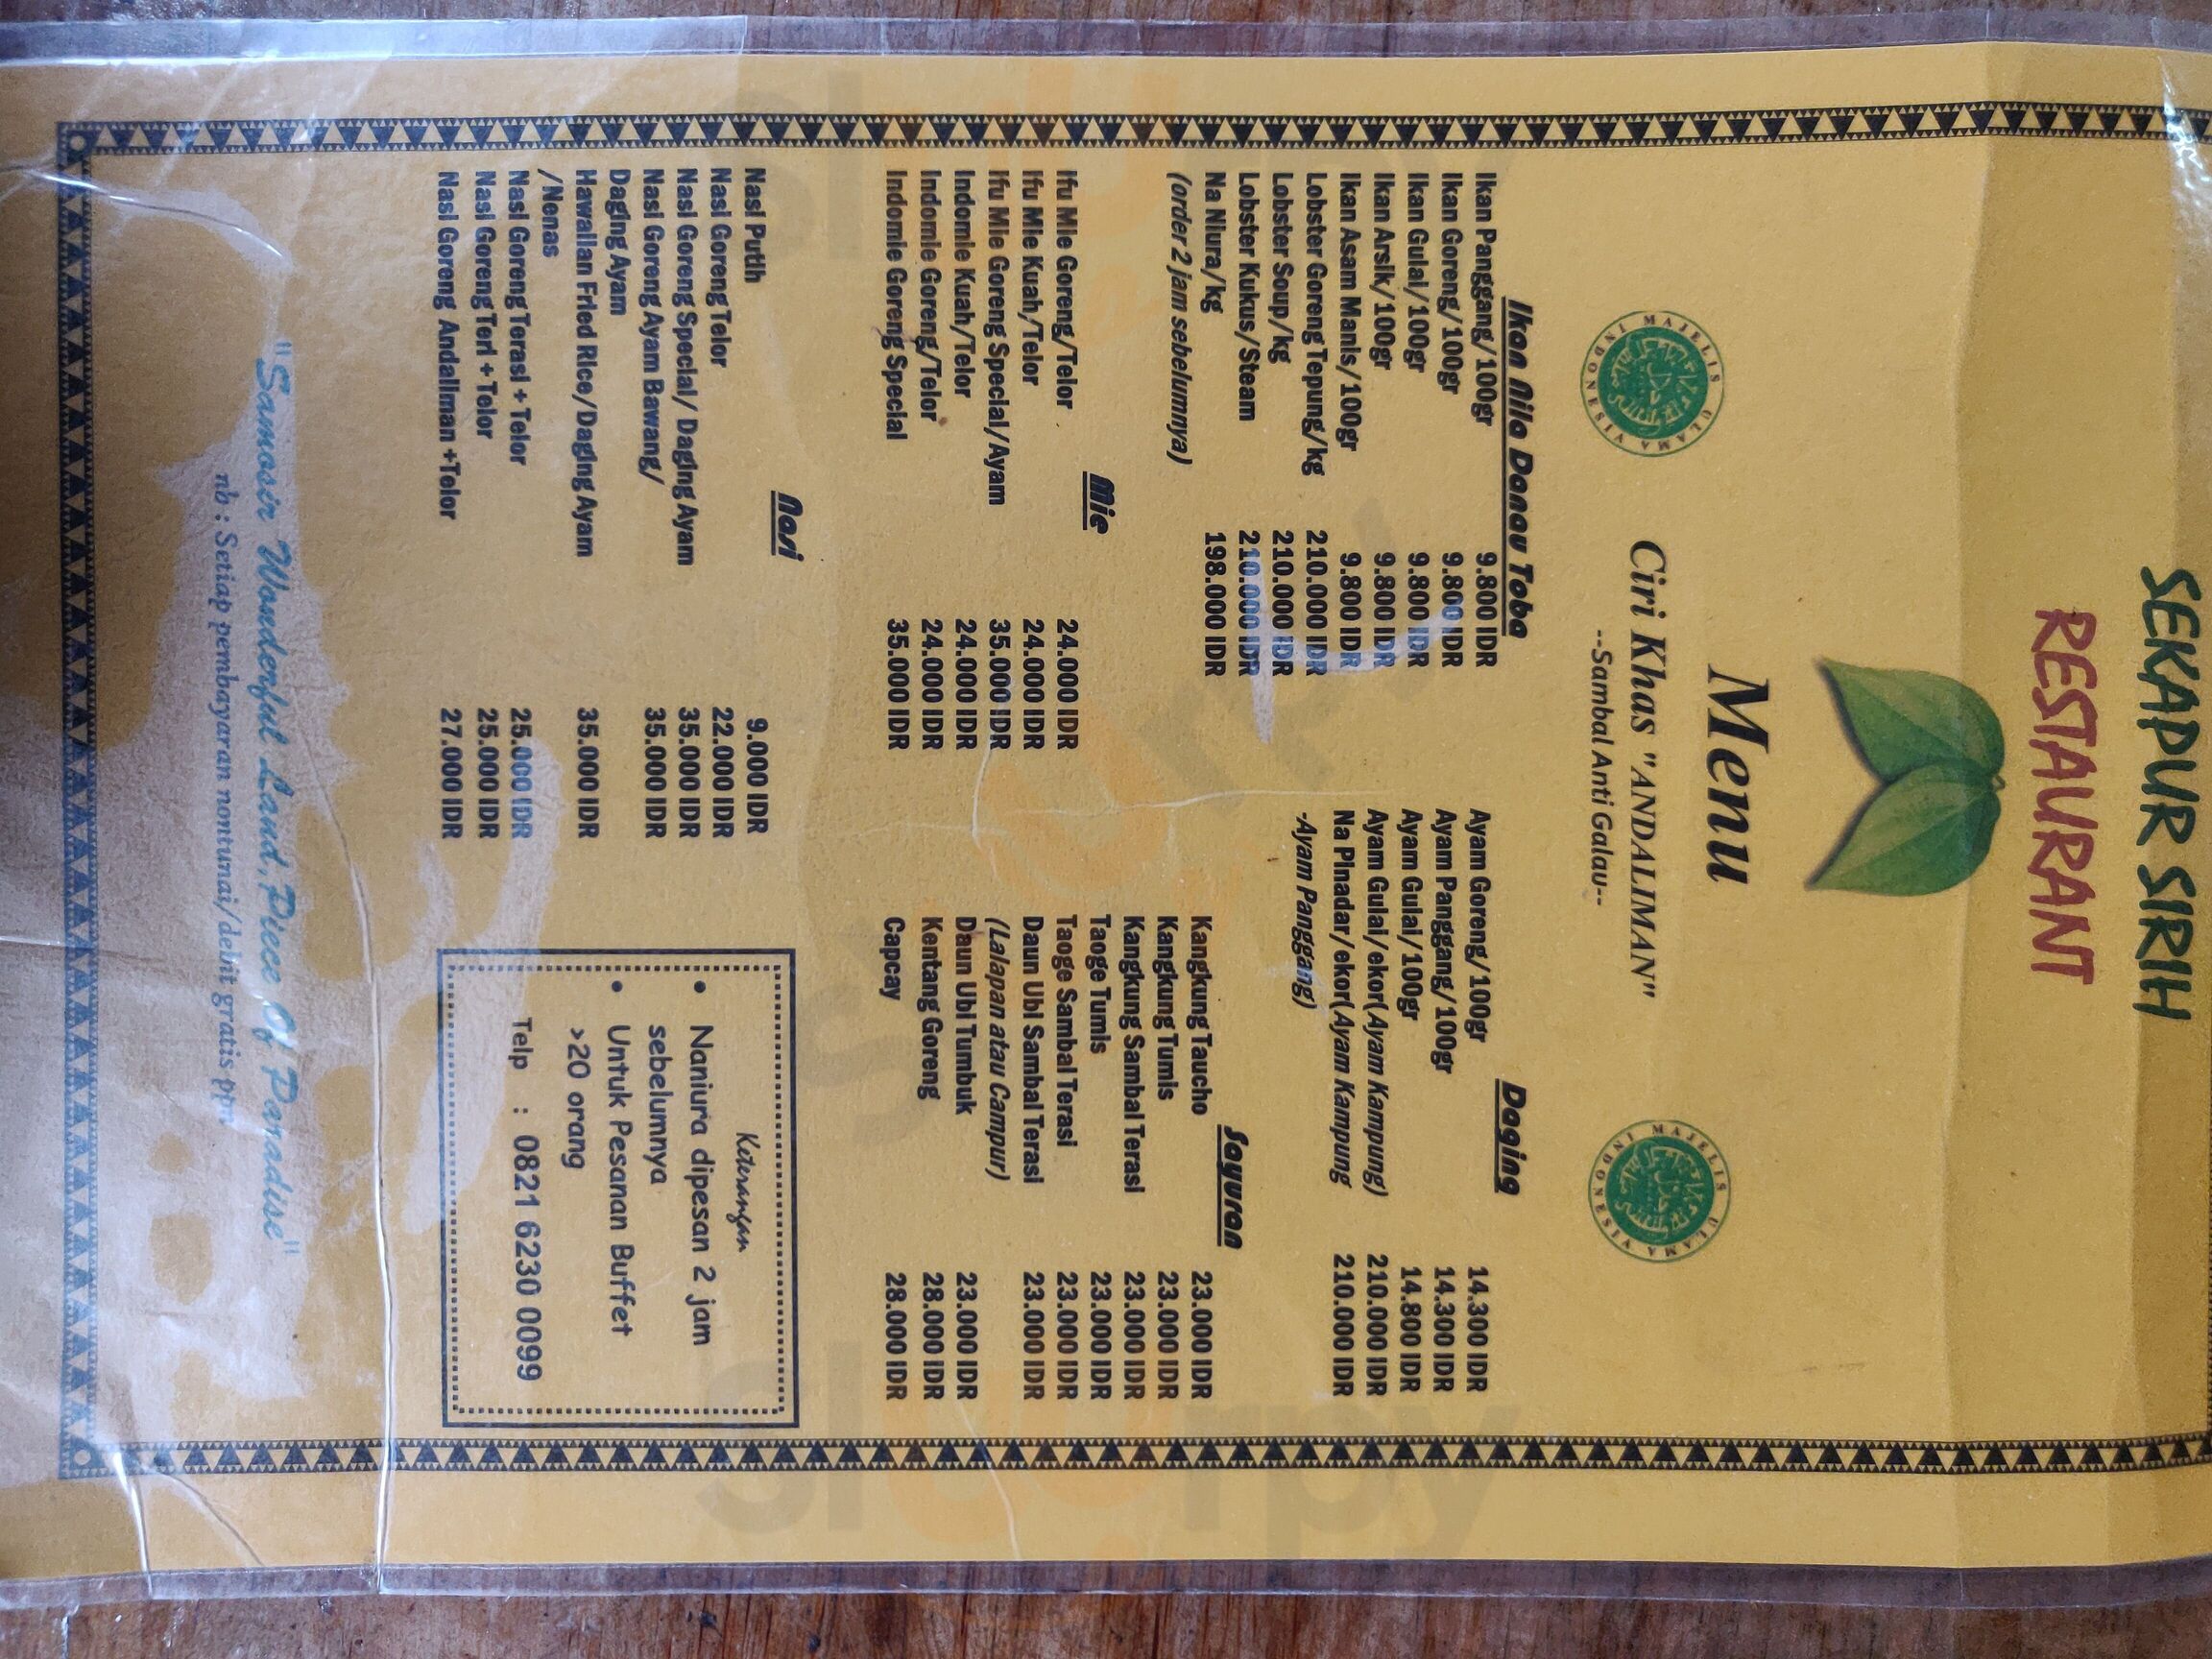 SEKAPUR SIRIH
RESTAURANT
Menu
Ciri Khas "ANDALIMAN"
--Sambal Anti Galau--
MAJELIS ULAMA INDONESIA
MAJELIS ULAMA INDONESIA
Ikan Nila Danau Toba
Ikan Panggang/100gr 9.800 IDR
Ikan Goreng/100gr 9.800 IDR
Ikan Gulai/100gr 9.800 IDR
Ikan Arsik/100gr 9.800 IDR
Ikan Asam Manis/100gr 9.800 IDR
Lobster Goreng Tepung/kg 210.000 IDR
Lobster Soup/kg 210.000 IDR
Lobster Kukus/Steam 210.000 IDR
Na Niura/kg 198.000 IDR
(order 2 jam sebelumnya)
Mie
Ifu Mie Goreng/Telor 24.000 IDR
Ifu Mie Kuah/Telor 24.000 IDR
Ifu Mie Goreng Special/Ayam 35.000 IDR
Indomie Kuah/Telor 24.000 IDR
Indomie Goreng/Telor 24.000 IDR
Indomie Goreng Special 35.000 IDR
Nasi
Nasi Putih 9.000 IDR
Nasi Goreng Telor 22.000 IDR
Nasi Goreng Special/ Daging Ayam 35.000 IDR
Nasi Goreng Ayam Bawang/ 35.000 IDR
Daging Ayam
Hawaiian Fried Rice/Daging Ayam 35.000 IDR
/Nenas
Nasi Goreng Terasi + Telor 25.000 IDR
Nasi Goreng Teri + Telor 25.000 IDR
Nasi Goreng Andaliman +Telor 27.000 IDR
Daging
Ayam Goreng/100gr 14.300 IDR
Ayam Panggang/100gr 14.300 IDR
Ayam Gulai/100gr 14.800 IDR
Ayam Gulai/ekor(Ayam Kampung) 210.000 IDR
Na Pinadar/ekor(Ayam Kampung 210.000 IDR
-Ayam Panggang)
Sayuran
Kangkung Taucho 23.000 IDR
Kangkung Tumis 23.000 IDR
Kangkung Sambal Terasi 23.000 IDR
Taoge Tumis 23.000 IDR
Taoge Sambal Terasi 23.000 IDR
Daun Ubi Sambal Terasi 23.000 IDR
(Lalapan atau Campur)
Daun Ubi Tumbuk 23.000 IDR
Kentang Goreng 28.000 IDR
Capcay 28.000 IDR
Keterangan
• Naniura dipesan 2 jam
sebelumnya
• Untuk Pesanan Buffet
>20 orang
Telp : 0821 6230 0099
"Samosir Wonderful Land, Piece Of Paradise"
nb : Setiap pembayaran nontunai/debit gratis ppn
sluurpy
sluurpy